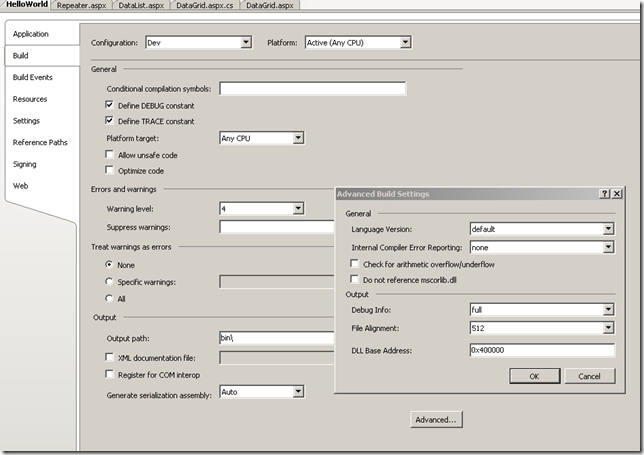 HelloWorld Repeater.aspx DataList.aspx DataGrid.aspx.cs DataGrid.aspx
Application
Build
Build Events
Resources
Settings
Reference Paths
Signing
Web
Configuration: Dev Platform: Active (Any CPU)
General
Conditional compilation symbols:
Define DEBUG constant
Define TRACE constant
Platform target: Any CPU
Allow unsafe code
Optimize code
Errors and warnings
Warning level: 4
Suppress warnings:
Treat warnings as errors
None
Specific warnings:
All
Output
Output path: bin\
XML documentation file:
Register for COM interop
Generate serialization assembly: Auto
Advanced...
Advanced Build Settings
General
Language Version: default
Internal Compiler Error Reporting: none
Check for arithmetic overflow/underflow
Do not reference mscorlib.dll
Output
Debug Info: full
File Alignment: 512
DLL Base Address: 0x400000
OK Cancel